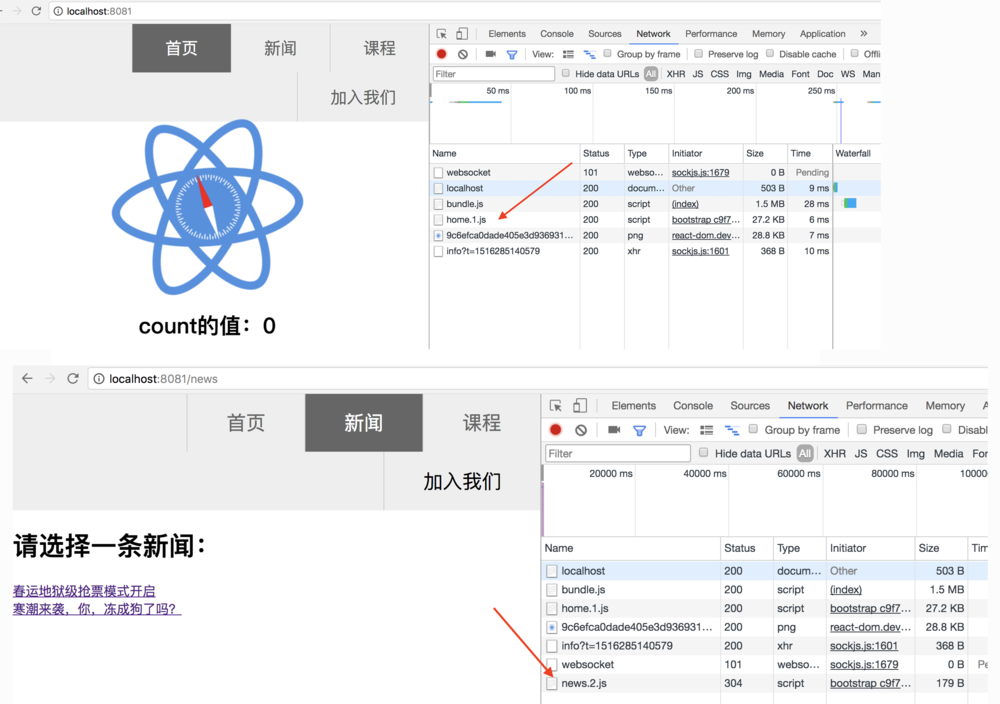 localhost:8081
首页 新闻 课程
加入我们
count的值：0
Elements Console Sources Network Performance Memory Application »
View: Group by frame Preserve log Disable cache Offli
Filter Hide data URLs All XHR JS CSS Img Media Font Doc WS Man
50 ms 100 ms 150 ms 200 ms 250 ms
Name Status Type Initiator Size Time Waterfall
websocket 101 webso... sockjs.js:1679 0 B Pending
localhost 200 docum... Other 503 B 9 ms
bundle.js 200 script (index) 1.5 MB 28 ms
home.1.js 200 script bootstrap c9f7... 27.2 KB 6 ms
9c6efca0dade405e3d936931... 200 png react-dom.dev... 28.8 KB 7 ms
info?t=1516285140579 200 xhr sockjs.js:1601 368 B 10 ms
localhost:8081/news
首页 新闻 课程
加入我们
请选择一条新闻：
春运地狱级抢票模式开启
寒潮来袭，你，冻成狗了吗？
Elements Console Sources Network Performance Memory
View: Group by frame Preserve log Disabl
Filter Hide data URLs All XHR JS CSS Img Media For
20000 ms 40000 ms 60000 ms 80000 ms 10000
Name Status Type Initiator Size Tim
localhost 200 docum... Other 503 B
bundle.js 200 script (index) 1.5 MB
home.1.js 200 script bootstrap c9f7... 27.2 KB
9c6efca0dade405e3d936931... 200 png react-dom.dev... 28.8 KB
info?t=1516285140579 200 xhr sockjs.js:1601 368 B
websocket 101 webso... sockjs.js:1679 0 B Pe
news.2.js 304 script bootstrap c9f7... 179 B